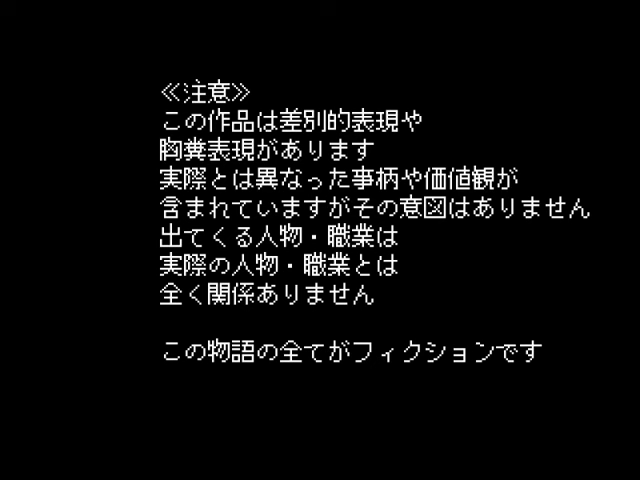 ≪注意≫
この作品は差別的表現や
胸糞表現があります
実際とは異なった事柄や価値観が
含まれていますがその意図はありません
出てくる人物・職業は
実際の人物・職業とは
全く関係ありません
この物語の全てがフィクションです